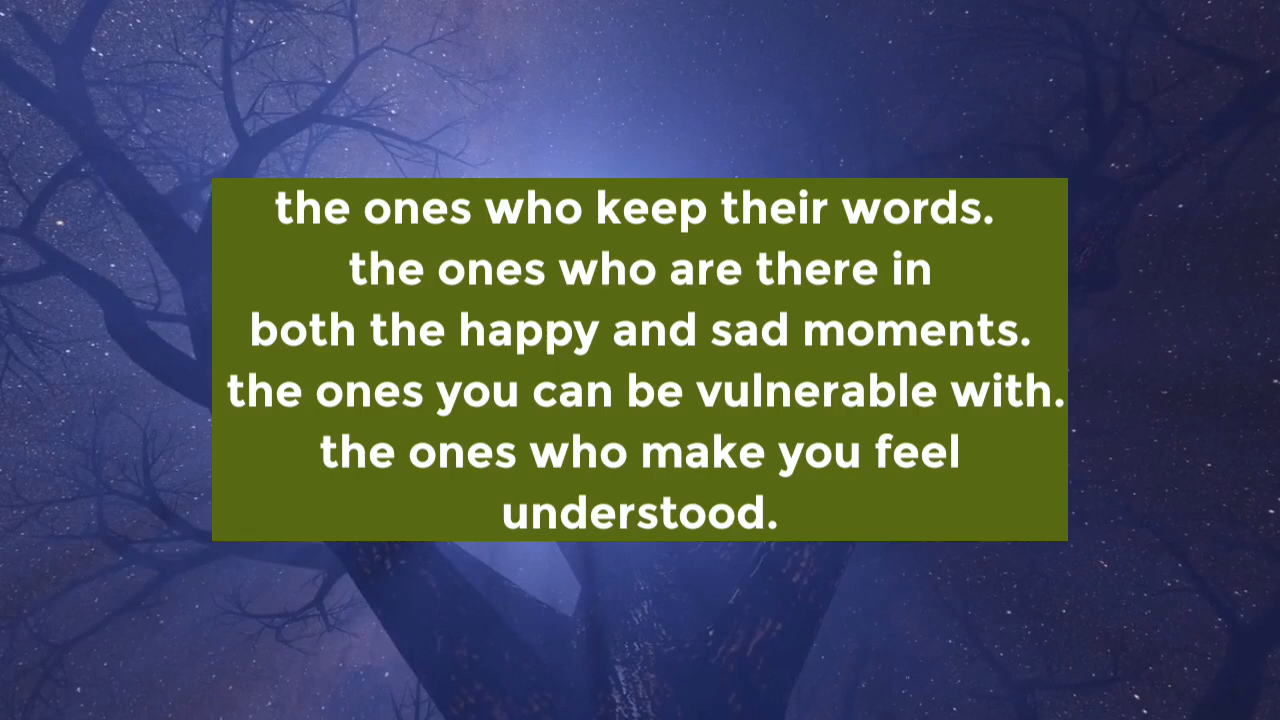 the ones who keep their words.
the ones who are there in
both the happy and sad moments.
the ones you can be vulnerable with.
the ones who make you feel
understood.